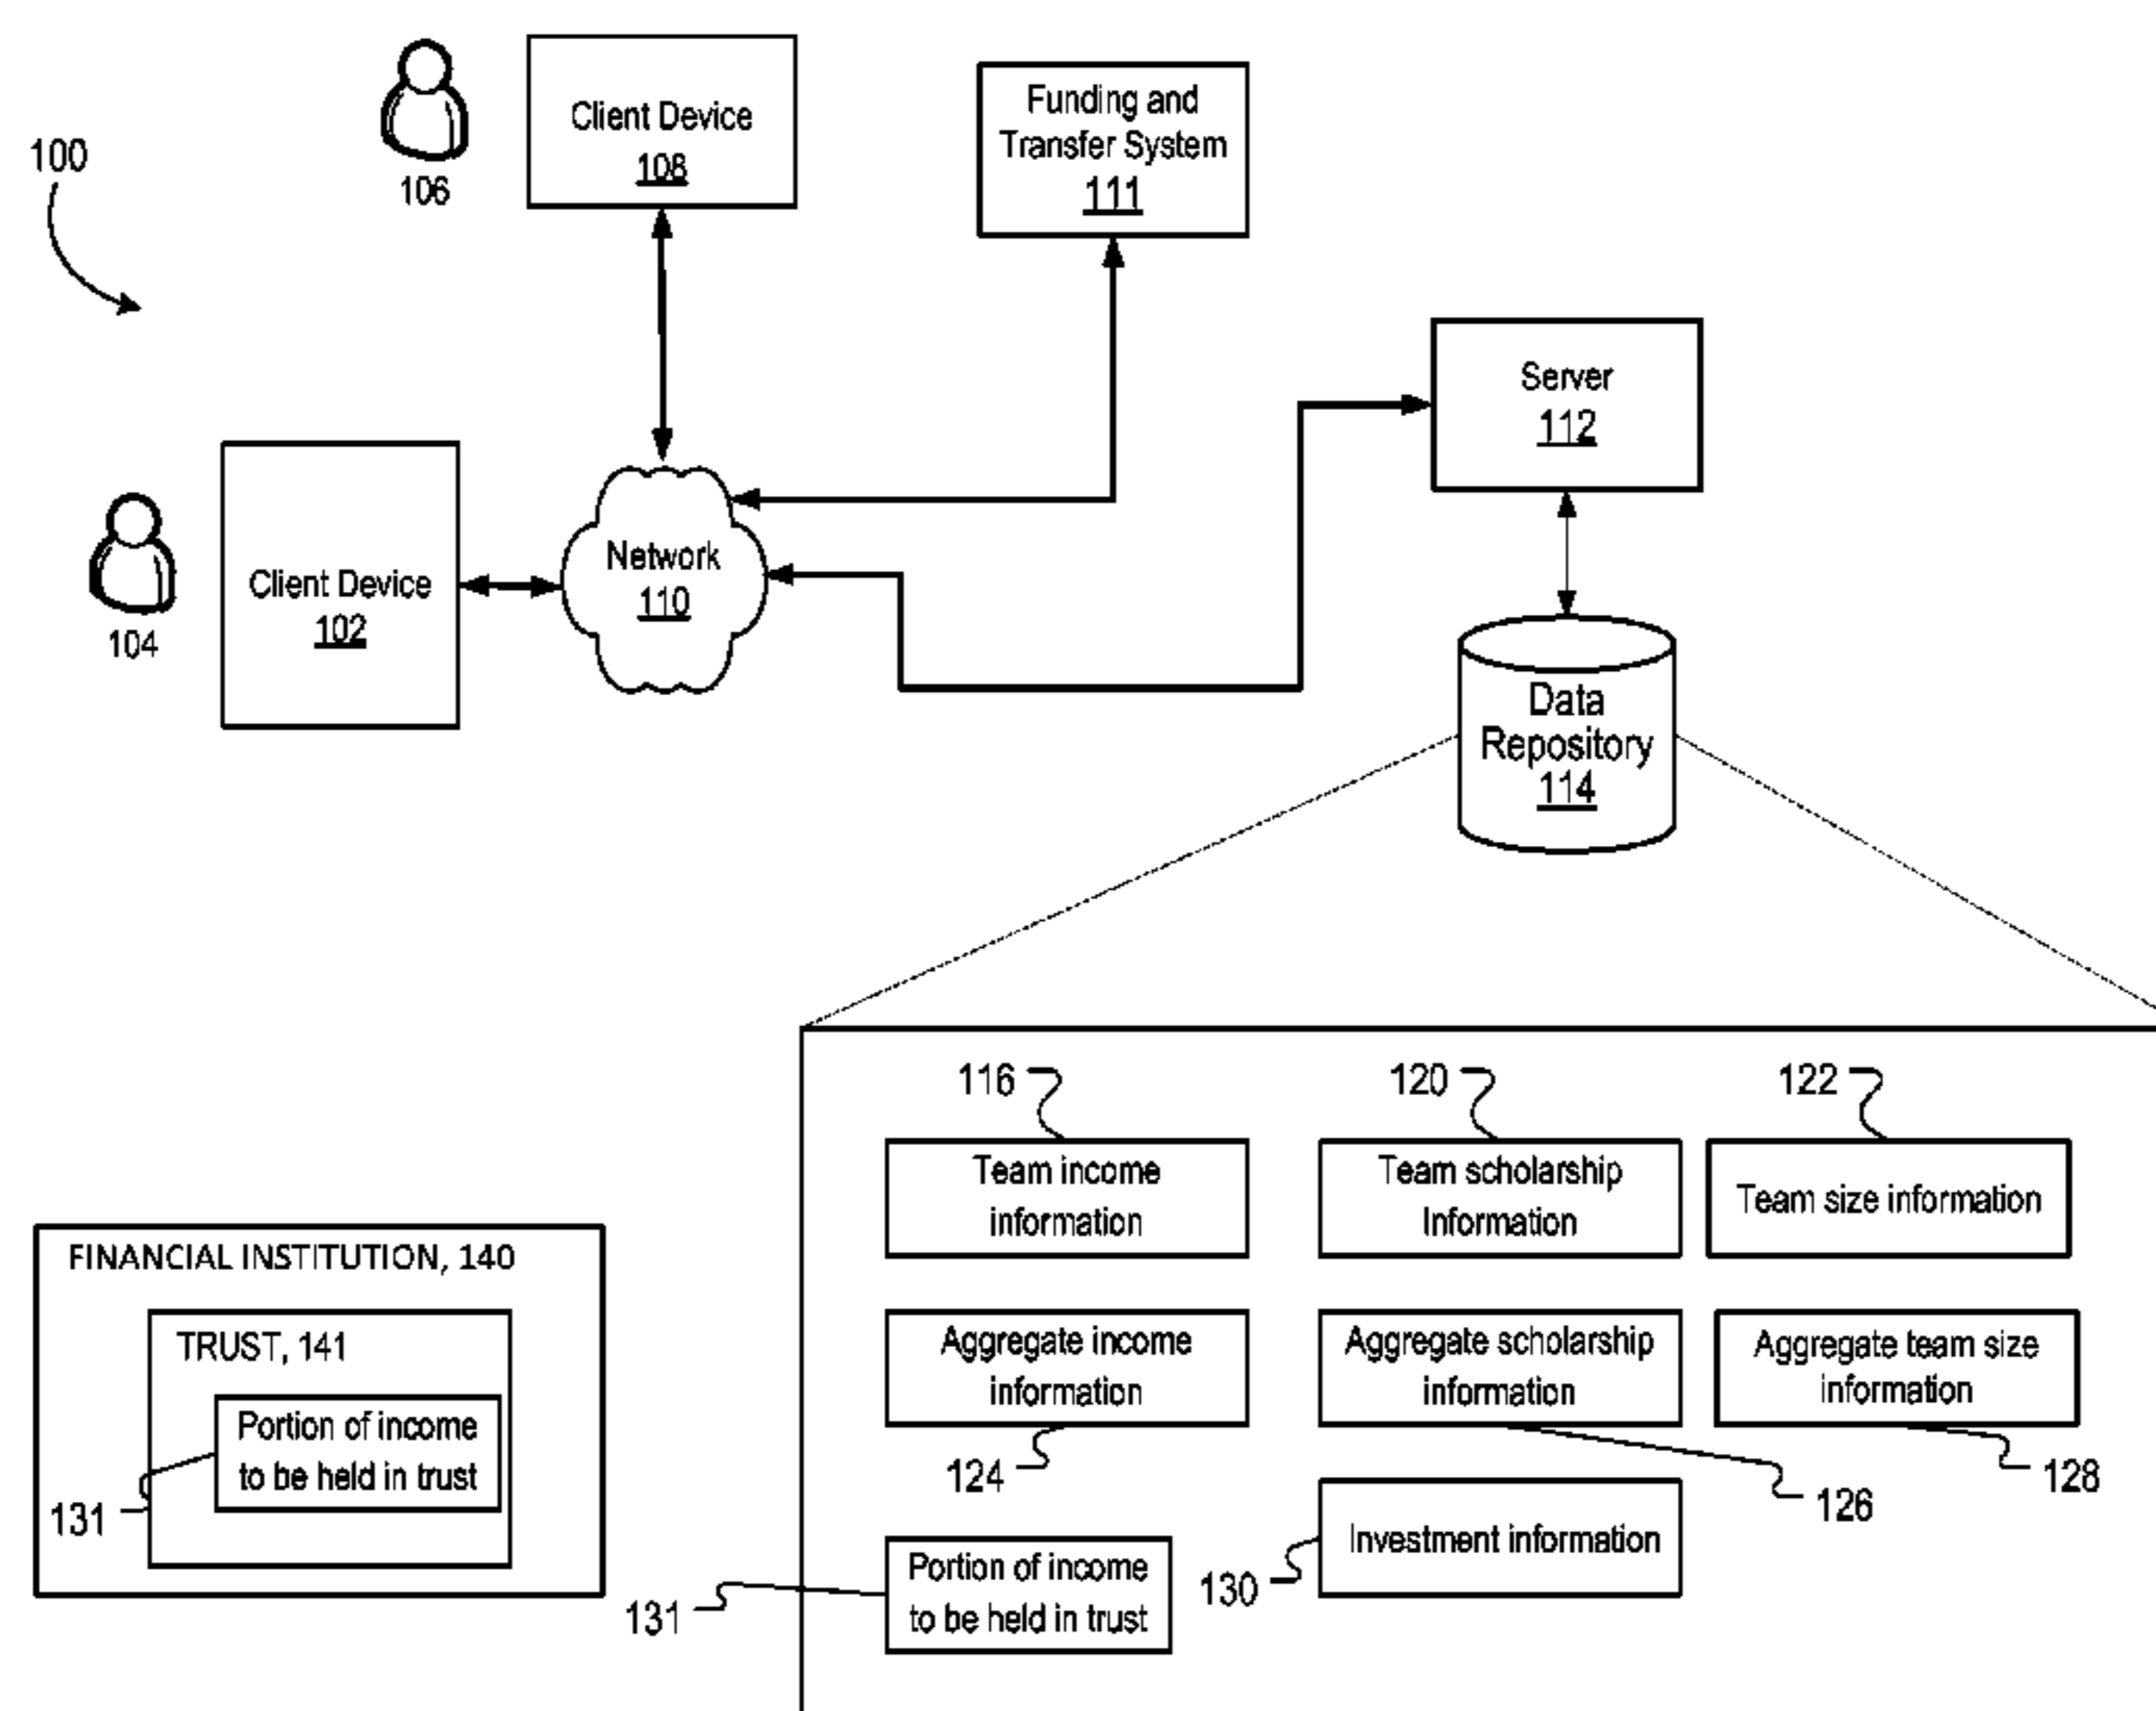 100
106
Client Device
108
Funding and
Transfer System
111
Server
112
104
Client Device
102
Network
110
Data
Repository
114
116
120
122
Team income
information
Team scholarship
Information
Team size information
FINANCIAL INSTITUTION, 140
TRUST, 141
Portion of income
to be held in trust
131
Aggregate income
information
Aggregate scholarship
information
Aggregate team size
information
124
126
128
Investment information
130
Portion of income
to be held in trust
131